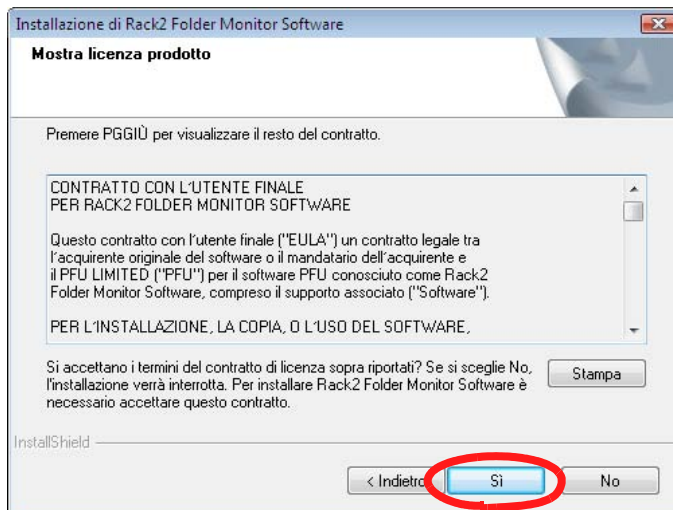 Installazione di Rack2 Folder Monitor Software
Mostra licenza prodotto
Premere PGGIÙ per visualizzare il resto del contratto.
CONTRATTO CON L'UTENTE FINALE
PER RACK2 FOLDER MONITOR SOFTWARE
Questo contratto con l'utente finale ("EULA") un contratto legale tra
l'acquirente originale del software o il mandatario dell'acquirente e
il PFU LIMITED ("PFU") per il software PFU conosciuto come Rack2
Folder Monitor Software, compreso il supporto associato ("Software").
PER L'INSTALLAZIONE, LA COPIA, O L'USO DEL SOFTWARE,
Si accettano i termini del contratto di licenza sopra riportati? Se si sceglie No,
l'installazione verrà interrotta. Per installare Rack2 Folder Monitor Software è
necessario accettare questo contratto.
Stampa
InstallShield
< Indietro
Sì
No